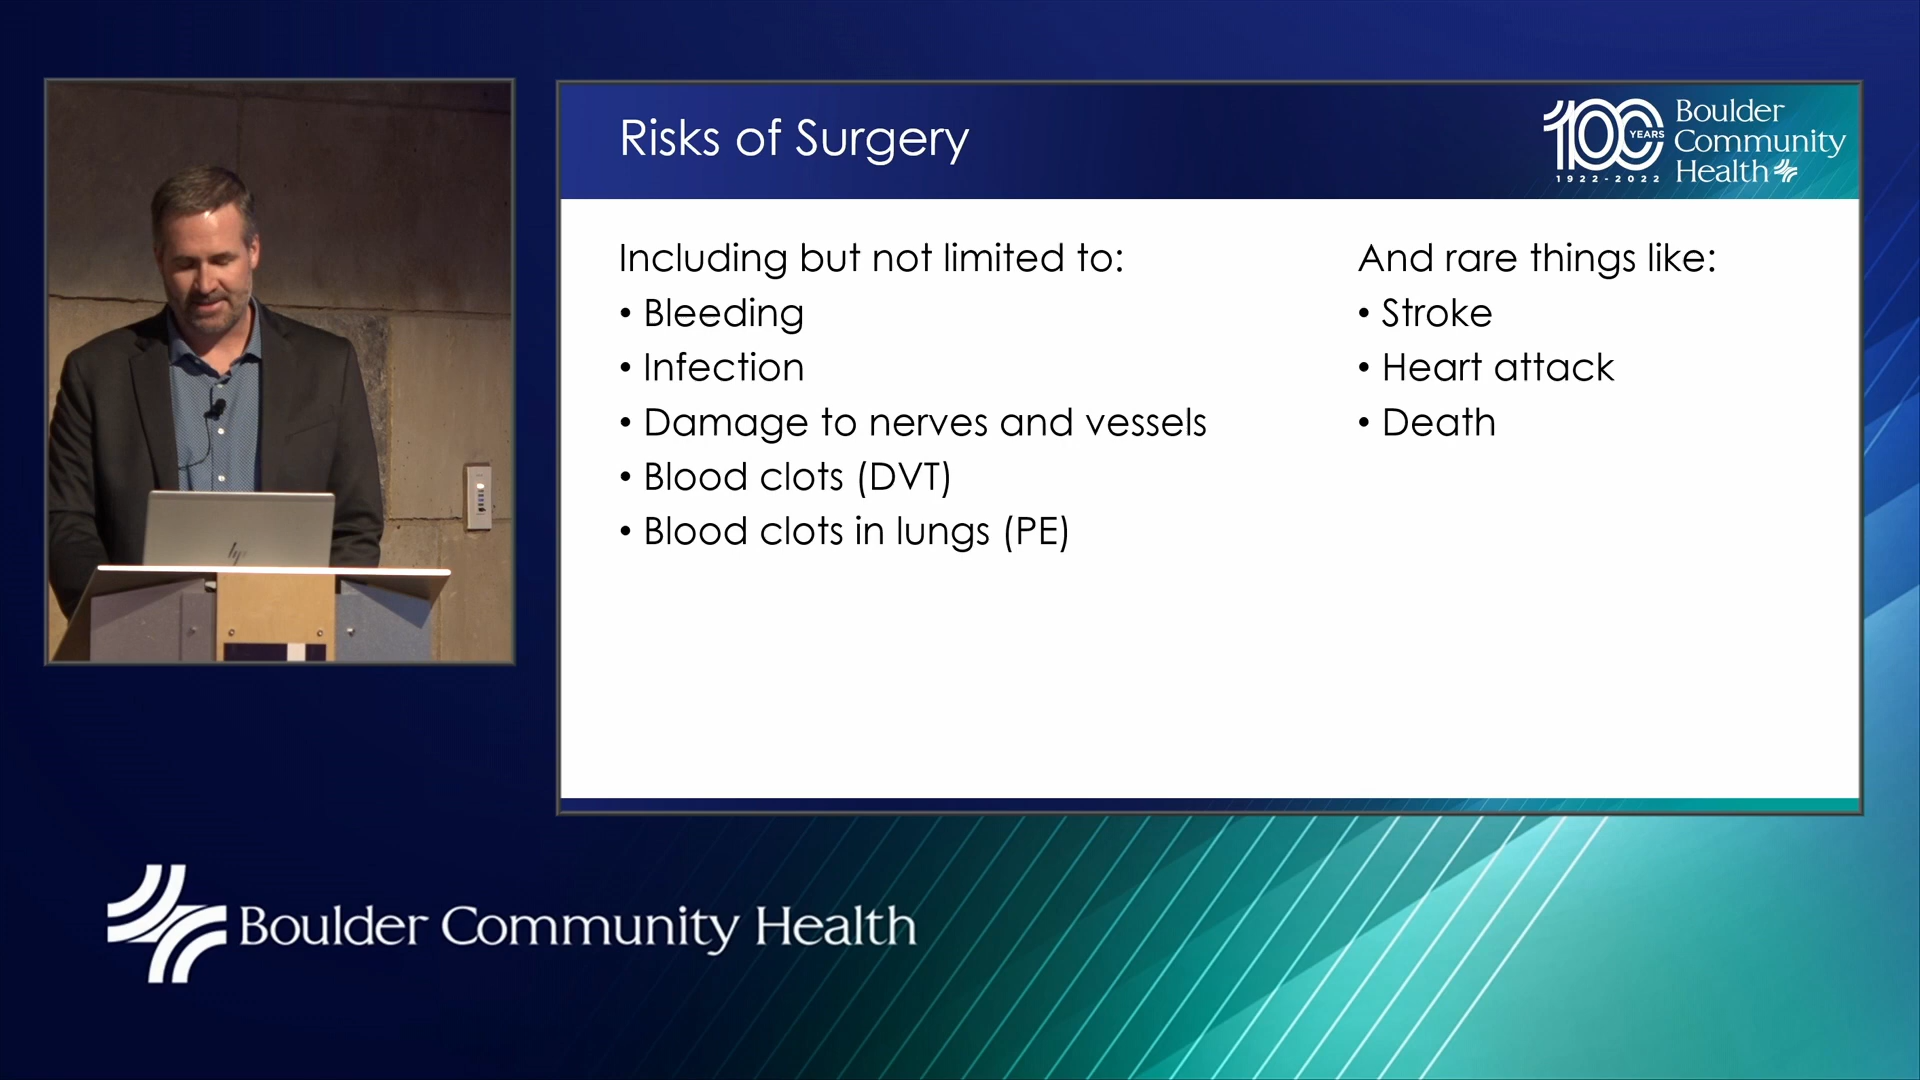 Risks of Surgery
100 YEARS
1922-2022
Boulder
Community
Health
Including but not limited to:
• Bleeding
• Infection
• Damage to nerves and vessels
• Blood clots (DVT)
• Blood clots in lungs (PE)
And rare things like:
• Stroke
• Heart attack
• Death
hp
Boulder Community Health